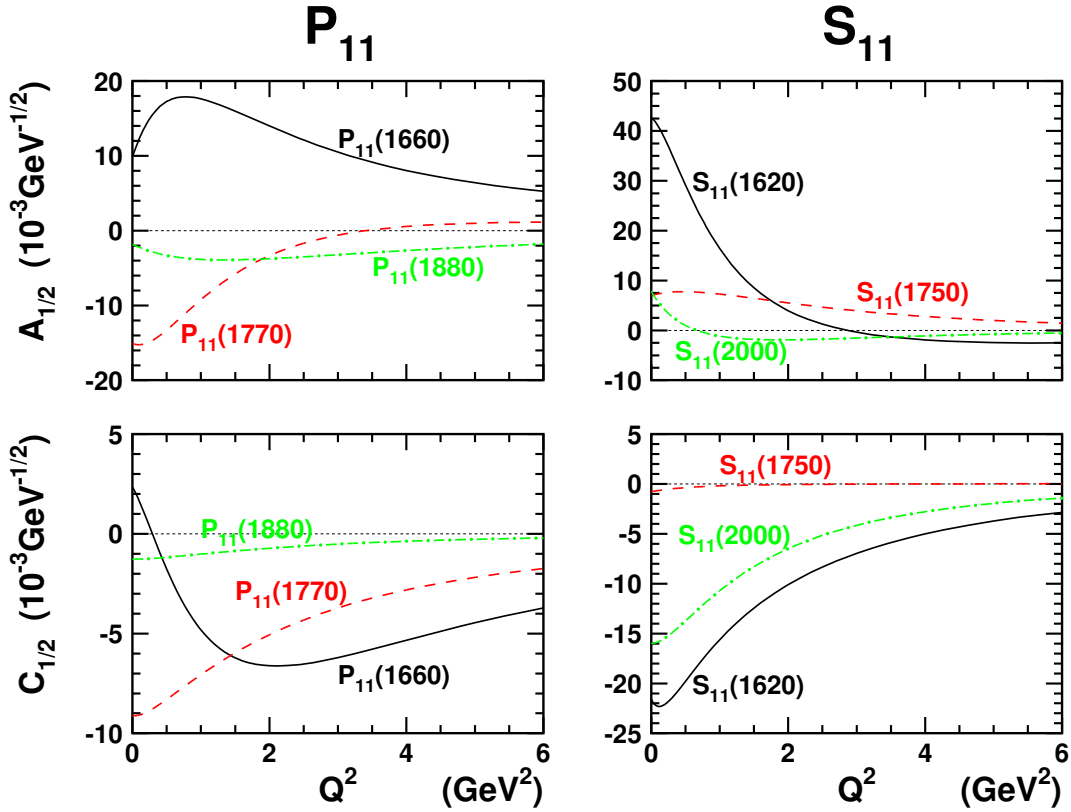 P11 S11
A1/2 (10-3GeV-1/2)
20
10
0
-10
-20
P11(1660)
P11(1880)
P11(1770)
50
40
30
20
10
0
-10
S11(1620)
S11(1750)
S11(2000)
C1/2 (10-3GeV-1/2)
5
0
-5
-10
P11(1880)
P11(1770)
P11(1660)
0 2 4 6
Q2 (GeV2)
5
0
-5
-10
-15
-20
-25
S11(1750)
S11(2000)
S11(1620)
0 2 4 6
Q2 (GeV2)